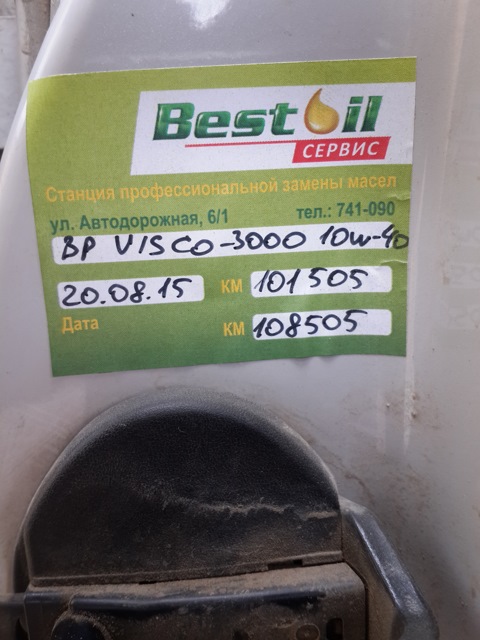 Best Oil
СЕРВИС
Станция профессиональной замены масел
ул. Автодорожная, 6/1 тел.: 741-090
BP VISCO-3000 10W-40
20.08.15 КМ 101505
Дата КМ 108505